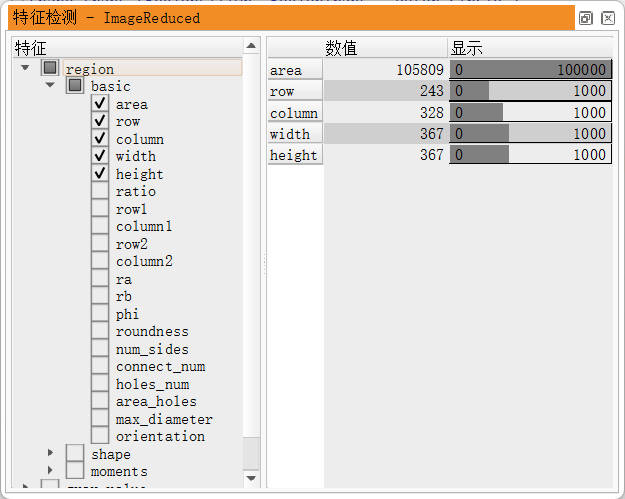 特征检测 - ImageReduced
特征
region
basic
area
row
column
width
height
ratio
row1
column1
row2
column2
ra
rb
phi
roundness
num_sides
connect_num
holes_num
area_holes
max_diameter
orientation
shape
moments
数值 显示
area 105809 0 100000
row 243 0 1000
column 328 0 1000
width 367 0 1000
height 367 0 1000